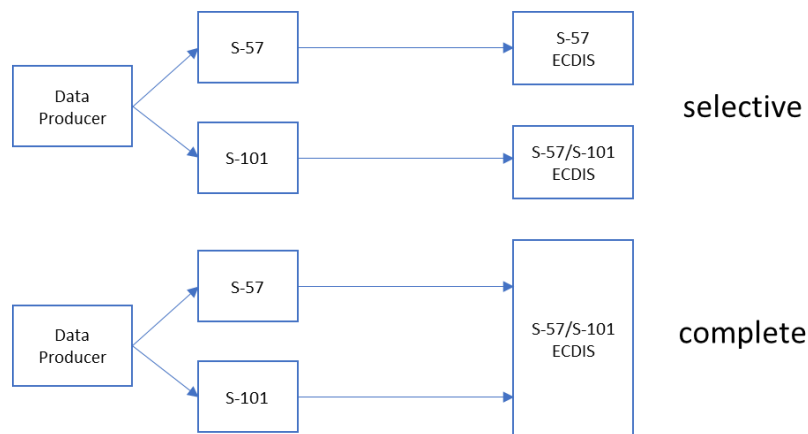 S-57
S-57
ECDIS
Data
Producer
selective
S-101
S-57/S-101
ECDIS
S-57
Data
Producer
S-57/S-101
ECDIS
complete
S-101